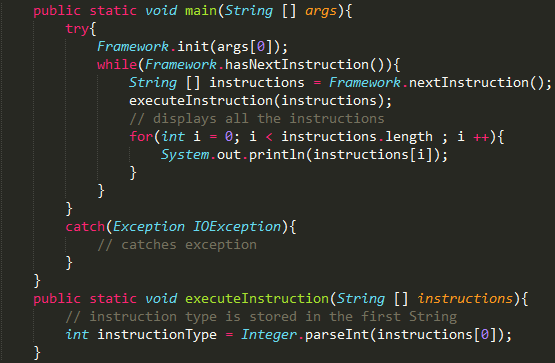 public static void main(String [] args){
try{
Framework.init(args[0]);
while(Framework.hasNextInstruction()){
String [] instructions = Framework.nextInstruction();
executeInstruction(instructions);
// displays all the instructions
for(int i = 0; i < instructions.length ; i ++){
System.out.println(instructions[i]);
}
}
}
catch(Exception IOException){
// catches exception
}
}
public static void executeInstruction(String [] instructions){
// instruction type is stored in the first String
int instructionType = Integer.parseInt(instructions[0]);
}